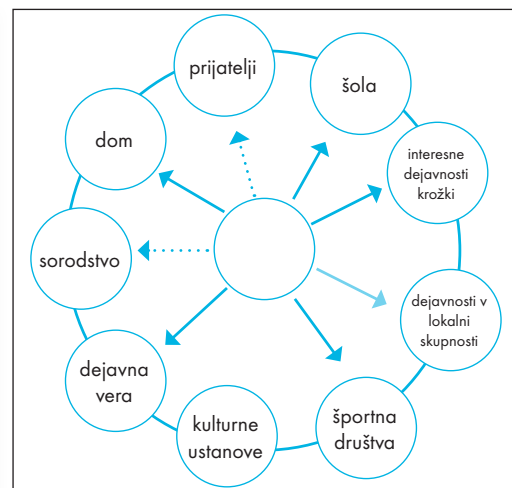 prijatelji
šola
dom
interesne
dejavnosti
krožki
sorodstvo
dejavnosti v
lokalni
skupnosti
dejavna
vera
kulturne
ustanove
športna
društva